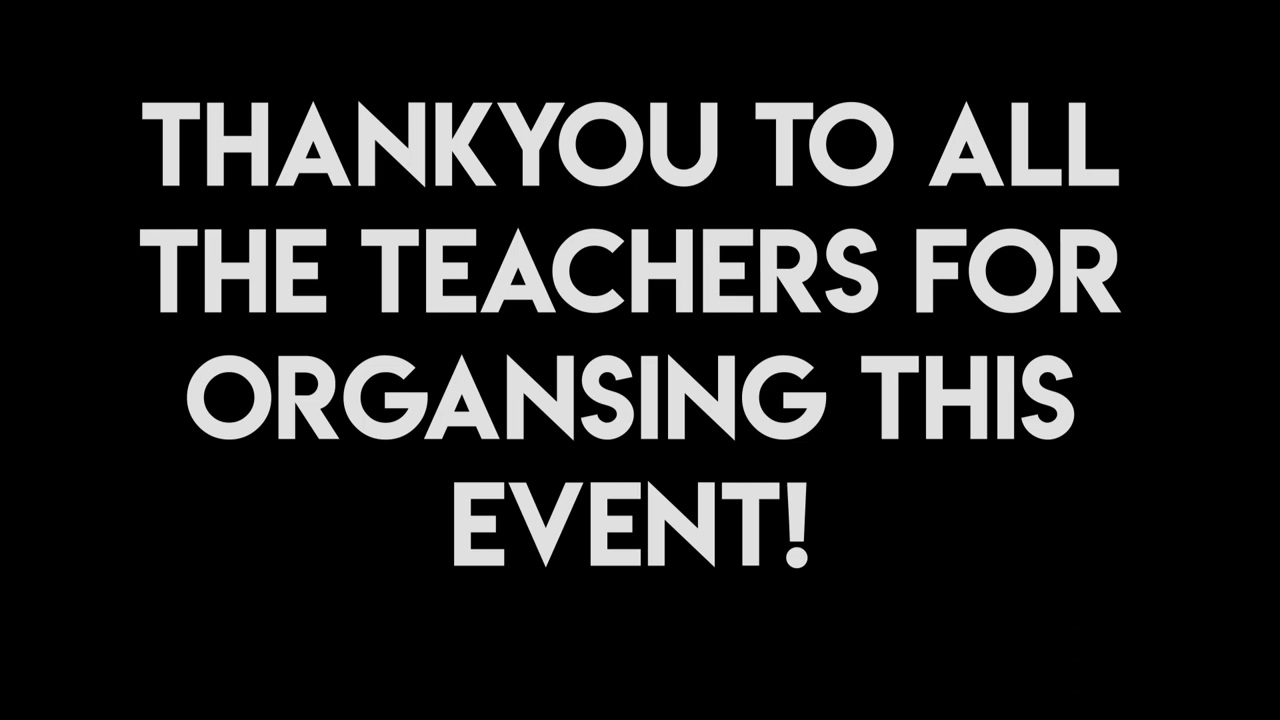 THANKYOU TO ALL
THE TEACHERS FOR
ORGANSING THIS
EVENT!